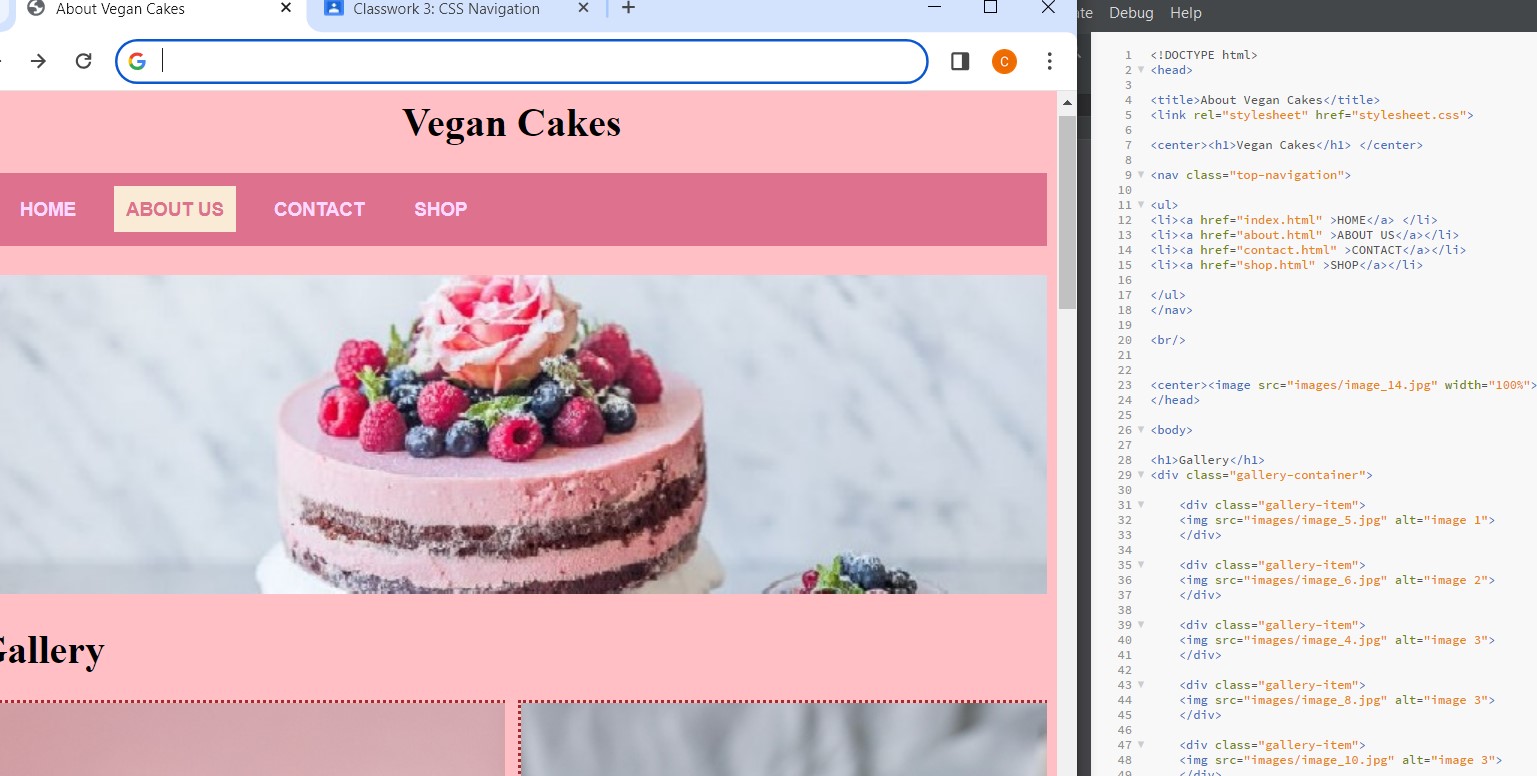 About Vegan Cakes
Classwork 3: CSS Navigation
C
Vegan Cakes
HOME ABOUT US CONTACT SHOP
Gallery
Debug Help
1 <!DOCTYPE html>
2 <head>
3
4 <title>About Vegan Cakes</title>
5 <link rel="stylesheet" href="stylesheet.css">
6
7 <center><h1>Vegan Cakes</h1> </center>
8
9 <nav class="top-navigation">
10
11 <ul>
12 <li><a href="index.html" >HOME</a> </li>
13 <li><a href="about.html" >ABOUT US</a></li>
14 <li><a href="contact.html" >CONTACT</a></li>
15 <li><a href="shop.html" >SHOP</a></li>
16
17 </ul>
18 </nav>
19
20 <br/>
21
22
23 <center><image src="images/image_14.jpg" width="100%">
24 </head>
25
26 <body>
27
28 <h1>Gallery</h1>
29 <div class="gallery-container">
30
31 <div class="gallery-item">
32 <img src="images/image_5.jpg" alt="image 1">
33 </div>
34
35 <div class="gallery-item">
36 <img src="images/image_6.jpg" alt="image 2">
37 </div>
38
39 <div class="gallery-item">
40 <img src="images/image_4.jpg" alt="image 3">
41 </div>
42
43 <div class="gallery-item">
44 <img src="images/image_8.jpg" alt="image 3">
45 </div>
46
47 <div class="gallery-item">
48 <img src="images/image_10.jpg" alt="image 3">
49 </div>